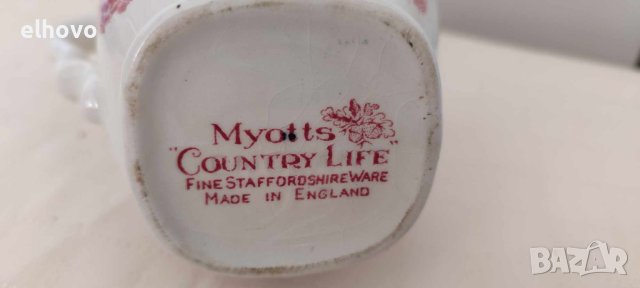 elhovo
Myotts
"COUNTRY LIFE"
FINE STAFFORDSHIRE WARE
MADE IN ENGLAND
BAZAR